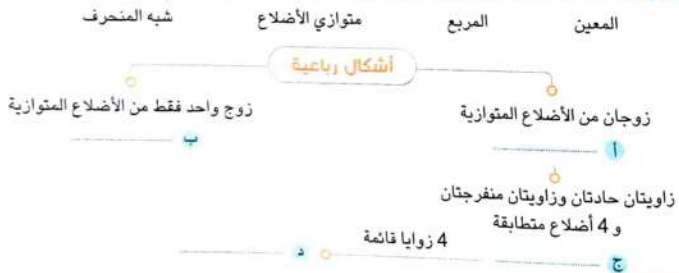 المعين المربع متوازي الأضلاع شبه المنحرف
أشكال رباعية
زوجان من الأضلاع المتوازية
زوج واحد فقط من الأضلاع المتوازية
أ
ب
زاويتان حادتان وزاويتان منفرجتان
و 4 أضلاع متطابقة
4 زوايا قائمة
ج
د